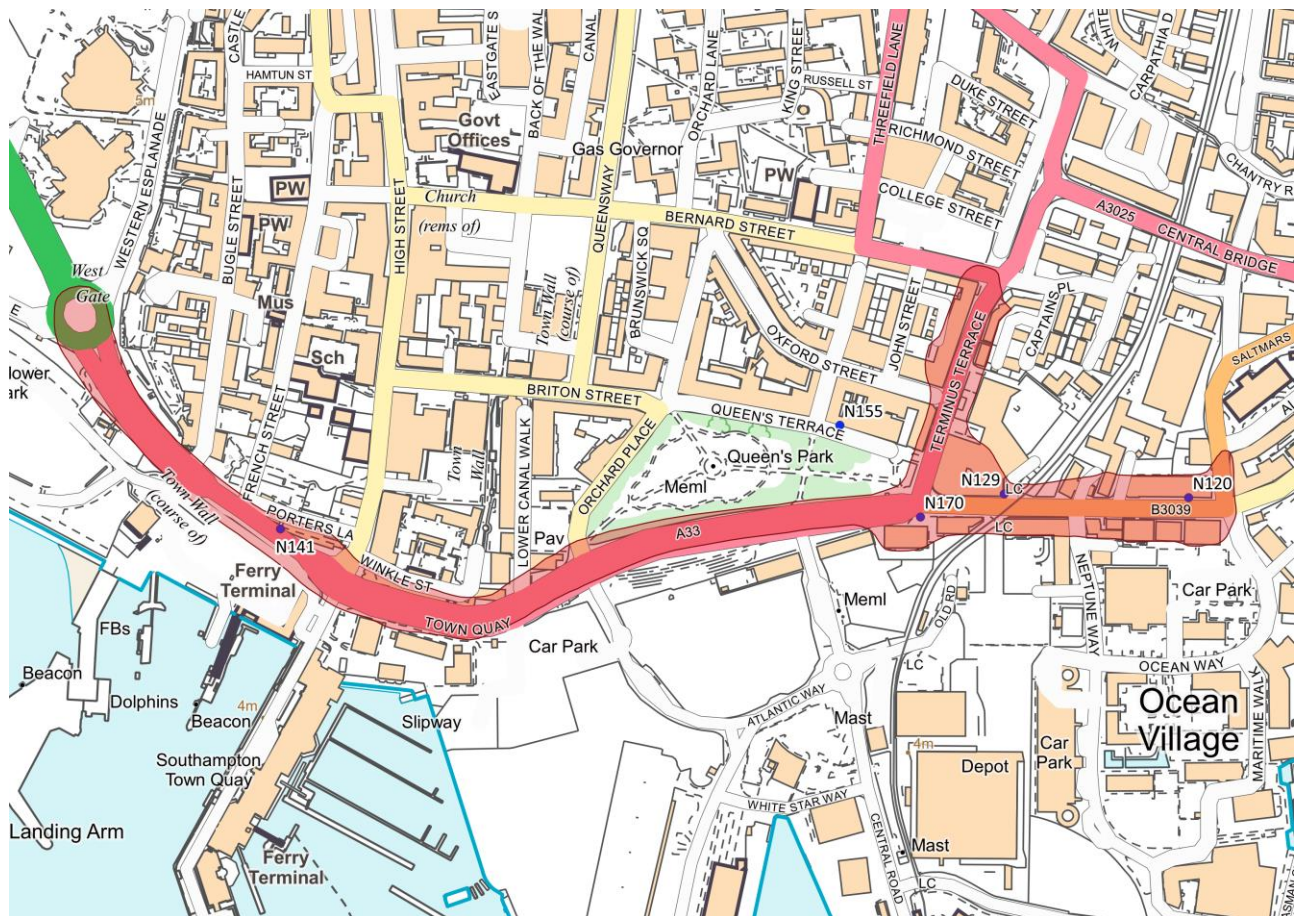 CASTLE
HAMTUN ST
5m
WESTERN ESPLANADE
EASTGATE S
BACK OF THE WALL
CANAL
Govt
Offices
QUEENSWAY
ORCHARD LANE
KING STREET
RUSSELL ST
THREEFIELD LANE
DUKE STREET
RICHMOND STREET
COLLEGE STREET
CARPATHIA D
CHANTRY R
A3025
CENTRAL BRIDGE
Gas Governor
PW
PW
PW
BUGLE STREET
HIGH STREET
Church
(rems of)
BERNARD STREET
West
Gate
E
Mus
Sch
Town Wall
(course of)
BRUNSWICK SQ
OXFORD STREET
JOHN STREET
TERMINUS TERRACE
CAPTAINS PL
SALTMARS
lower
ark
FRENCH STREET
BRITON STREET
QUEEN'S TERRACE
N155
Town
Wall
LOWER CANAL WALK
ORCHARD PLACE
Queen's Park
Meml
N129
LC
N120
N170
B3039
LC
A33
Town Wall
(course of)
PORTERS LA
N141
WINKLE ST
Pav
TOWN QUAY
Car Park
Ferry
Terminal
FBs
Beacon
Dolphins
Beacon
4m
Slipway
Southampton
Town Quay
Landing Arm
Ferry
Terminal
Meml
OLD RD
LC
ATLANTIC WAY
Mast
4m
WHITE STAR WAY
CENTRAL ROAD
Depot
Mast
LC
NEPTUNE WAY
Car Park
OCEAN WAY
Ocean
Village
MARITIME WALK
Car
Park